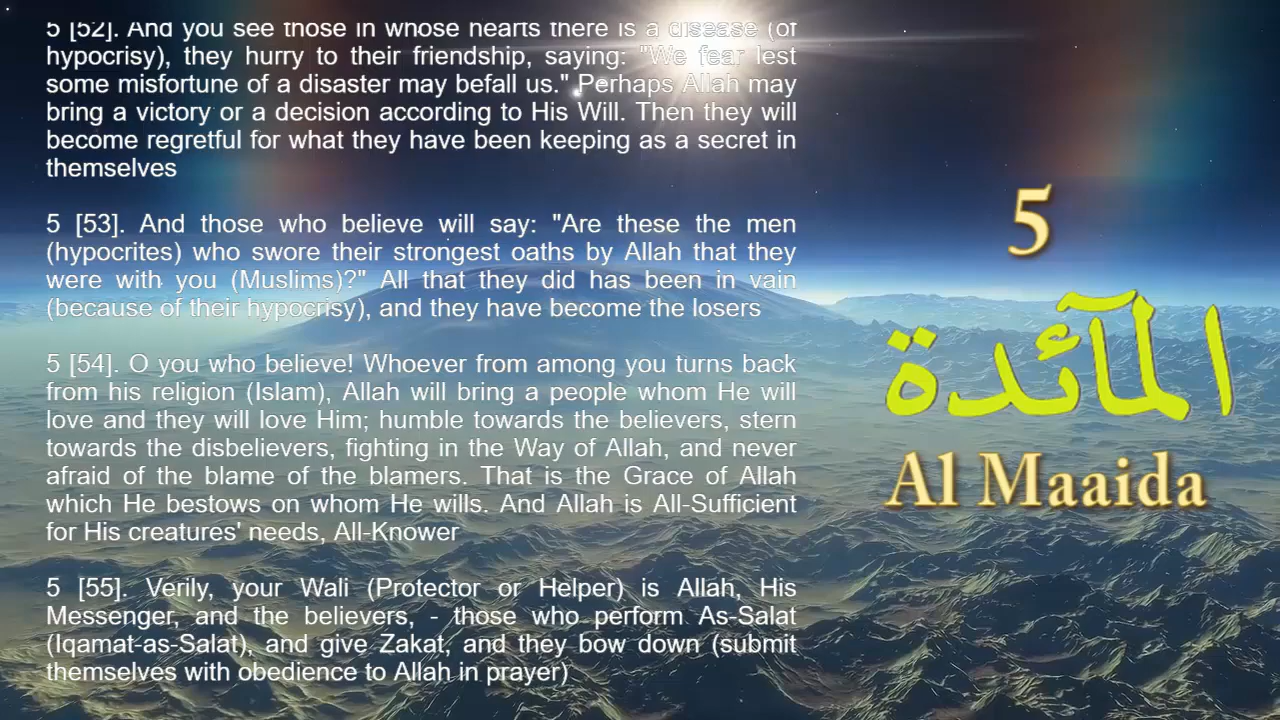 5 [52]. And you see those in whose hearts there is a disease (of
hypocrisy), they hurry to their friendship, saying: "We fear lest
some misfortune of a disaster may befall us." Perhaps Allah may
bring a victory or a decision according to His Will. Then they will
become regretful for what they have been keeping as a secret in
themselves
5 [53]. And those who believe will say: "Are these the men
(hypocrites) who swore their strongest oaths by Allah that they
were with you (Muslims)?" All that they did has been in vain
(because of their hypocrisy), and they have become the losers
5 [54]. O you who believe! Whoever from among you turns back
from his religion (Islam), Allah will bring a people whom He will
love and they will love Him; humble towards the believers, stern
towards the disbelievers, fighting in the Way of Allah, and never
afraid of the blame of the blamers. That is the Grace of Allah
which He bestows on whom He wills. And Allah is All-Sufficient
for His creatures' needs, All-Knower
5 [55]. Verily, your Wali (Protector or Helper) is Allah, His
Messenger, and the believers, - those who perform As-Salat
(Iqamat-as-Salat), and give Zakat, and they bow down (submit
themselves with obedience to Allah in prayer)
5
المآئدة
Al Maaida